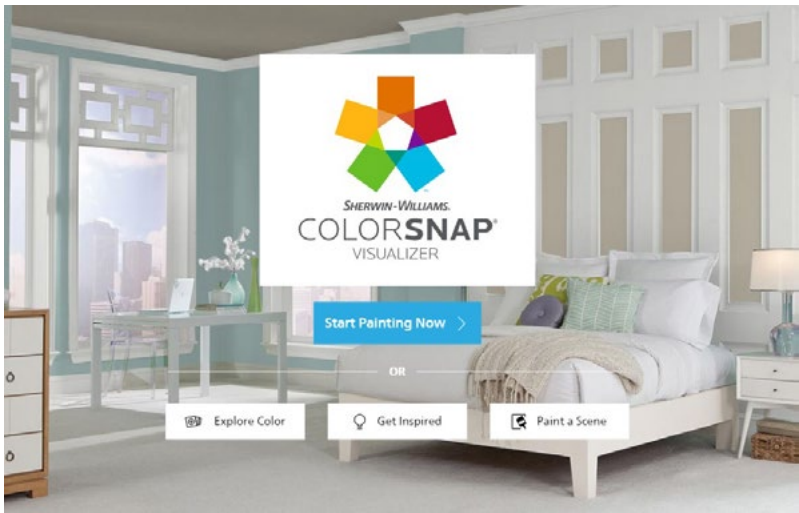 SHERWIN-WILLIAMS.
COLORSNAP®
VISUALIZER
Start Painting Now
OR
Explore Color
Get Inspired
Paint a Scene